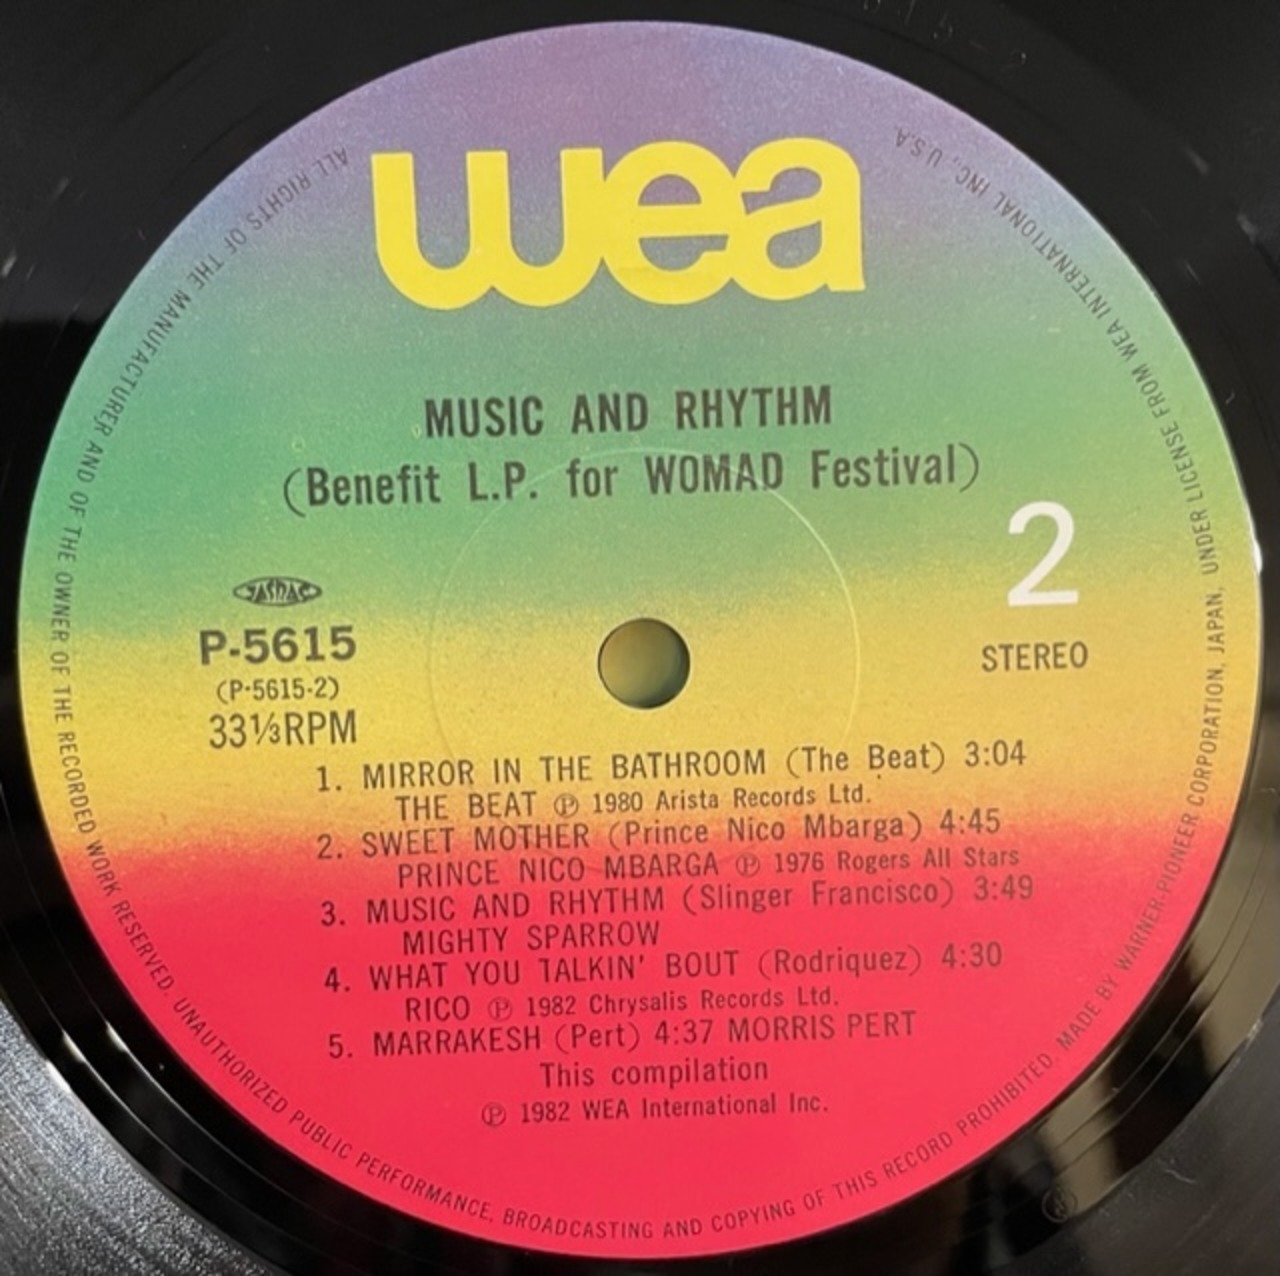 wea
MUSIC AND RHYTHM
(Benefit L.P. for WOMAD Festival)
2
STEREO
P-5615
(P-5615-2)
33⅓RPM
1. MIRROR IN THE BATHROOM (The Beat) 3:04
THE BEAT Ⓟ 1980 Arista Records Ltd.
2. SWEET MOTHER (Prince Nico Mbarga) 4:45
PRINCE NICO MBARGA Ⓟ 1976 Rogers All Stars
3. MUSIC AND RHYTHM (Slinger Francisco) 3:49
MIGHTY SPARROW
4. WHAT YOU TALKIN' BOUT (Rodriquez) 4:30
RICO Ⓟ 1982 Chrysalis Records Ltd.
5. MARRAKESH (Pert) 4:37 MORRIS PERT
This compilation
Ⓟ 1982 WEA International Inc.
ALL RIGHTS OF THE MANUFACTURER AND OF THE OWNER OF THE RECORDED WORK RESERVED. UNAUTHORIZED PUBLIC PERFORMANCE, BROADCASTING AND COPYING OF THIS RECORD PROHIBITED. MADE BY WARNER-PIONEER CORPORATION, JAPAN, UNDER LICENSE FROM WEA INTERNATIONAL INC., U.S.A.